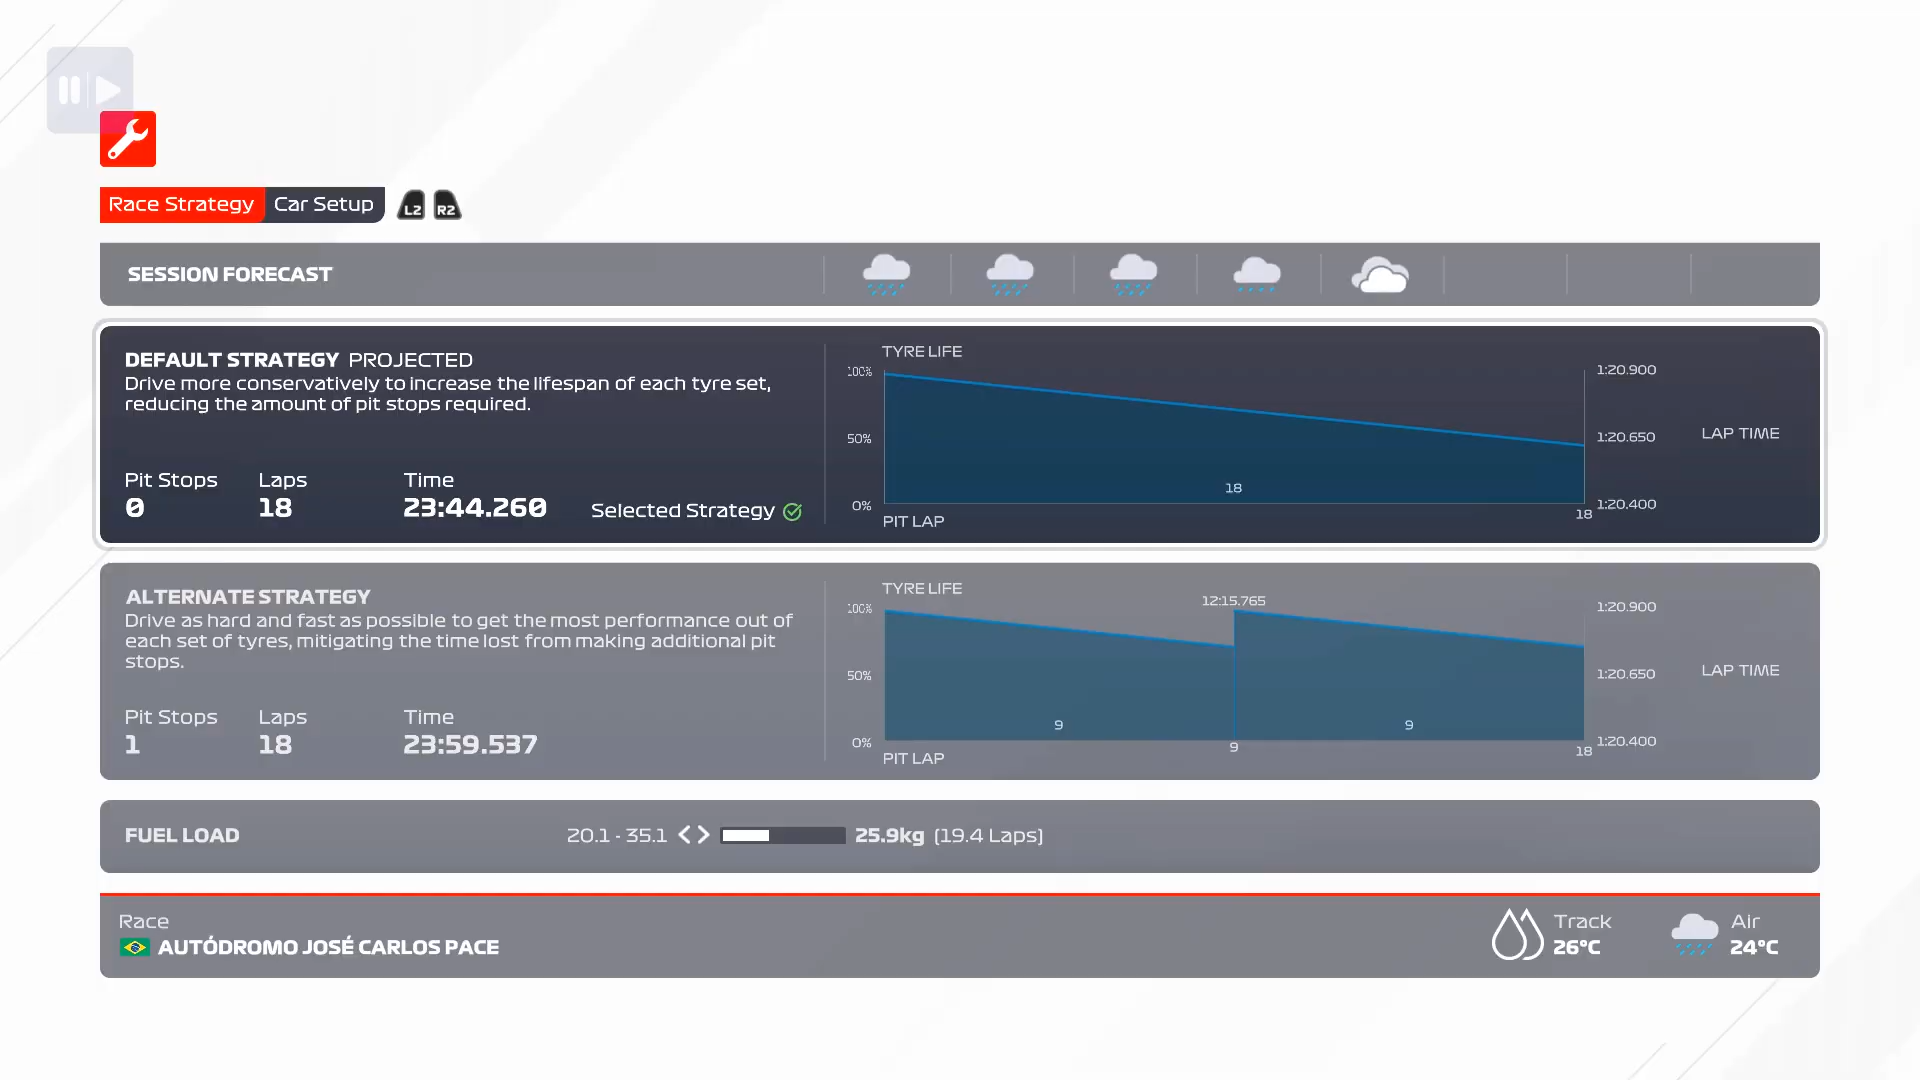 Race Strategy Car Setup L2 R2
SESSION FORECAST
DEFAULT STRATEGY PROJECTED
Drive more conservatively to increase the lifespan of each tyre set,
reducing the amount of pit stops required.
Pit Stops Laps Time
0 18 23:44.260 Selected Strategy
TYRE LIFE
100% 1:20.900
50% 1:20.650 LAP TIME
18
0% 18 1:20.400
PIT LAP
ALTERNATE STRATEGY
Drive as hard and fast as possible to get the most performance out of
each set of tyres, mitigating the time lost from making additional pit
stops.
Pit Stops Laps Time
1 18 23:59.537
TYRE LIFE
12:15.765
100% 1:20.900
50% 1:20.650 LAP TIME
9 9
0% 9 18 1:20.400
PIT LAP
FUEL LOAD 20.1 - 35.1 25.9kg (19.4 Laps)
Race
AUTÓDROMO JOSÉ CARLOS PACE
Track
26°C
Air
24°C